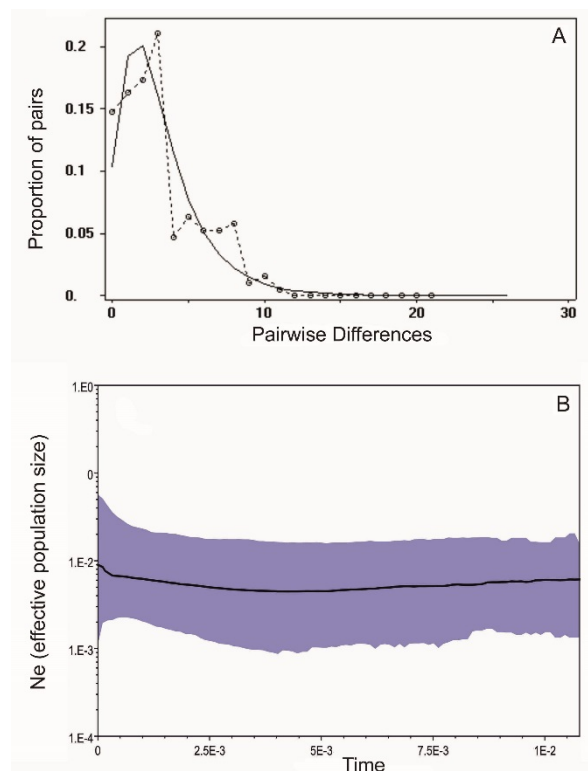 A
Proportion of pairs
0.2
0.15
0.1
0.05
0.
0
10
20
30
Pairwise Differences
B
Ne (effective population size)
1.E0
0
1.E-2
1.E-3
1.E-4
0
2.5E-3
5E-3
7.5E-3
1E-2
Time